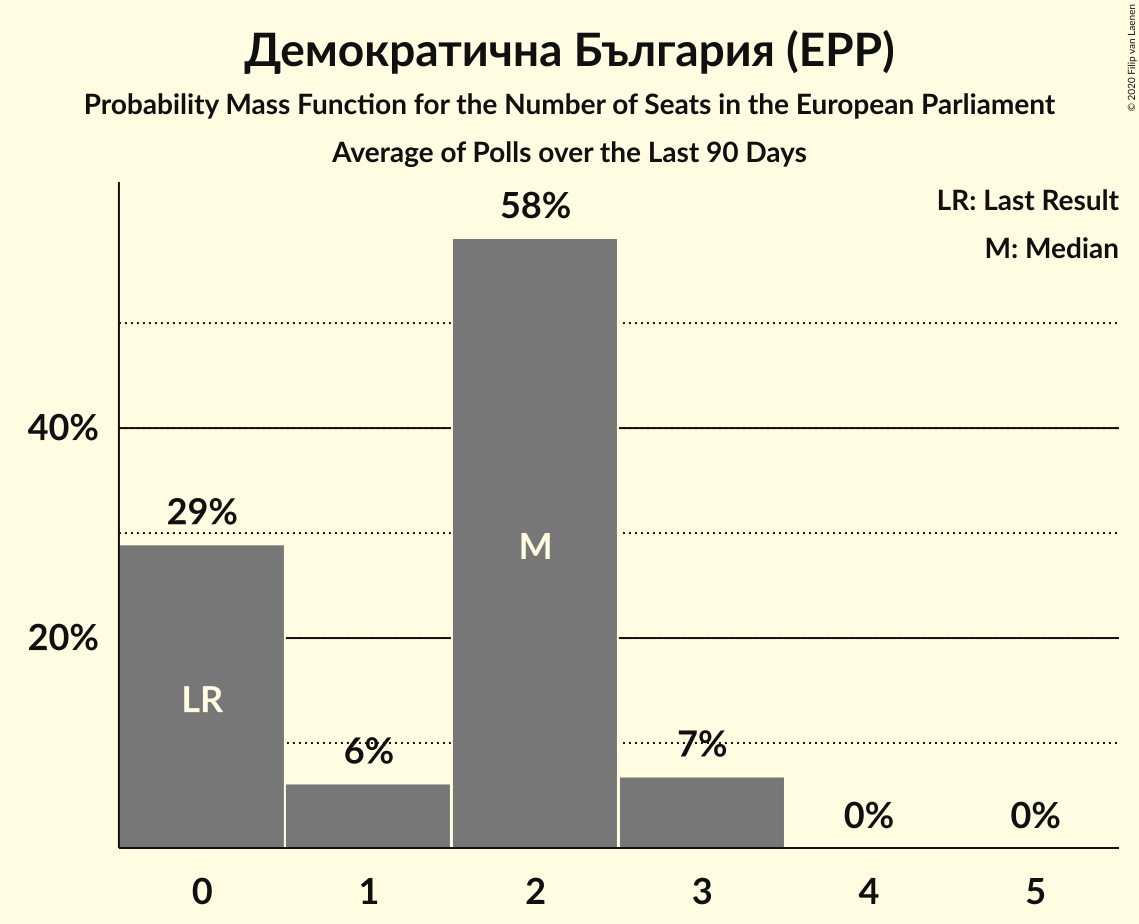 Демократична България (EPP)
Probability Mass Function for the Number of Seats in the European Parliament
Average of Polls over the Last 90 Days
© 2020 Filip van Laenen
LR: Last Result
M: Median
58%
40%
29%
M
20%
LR
6%
7%
0%
0%
0
1
2
3
4
5